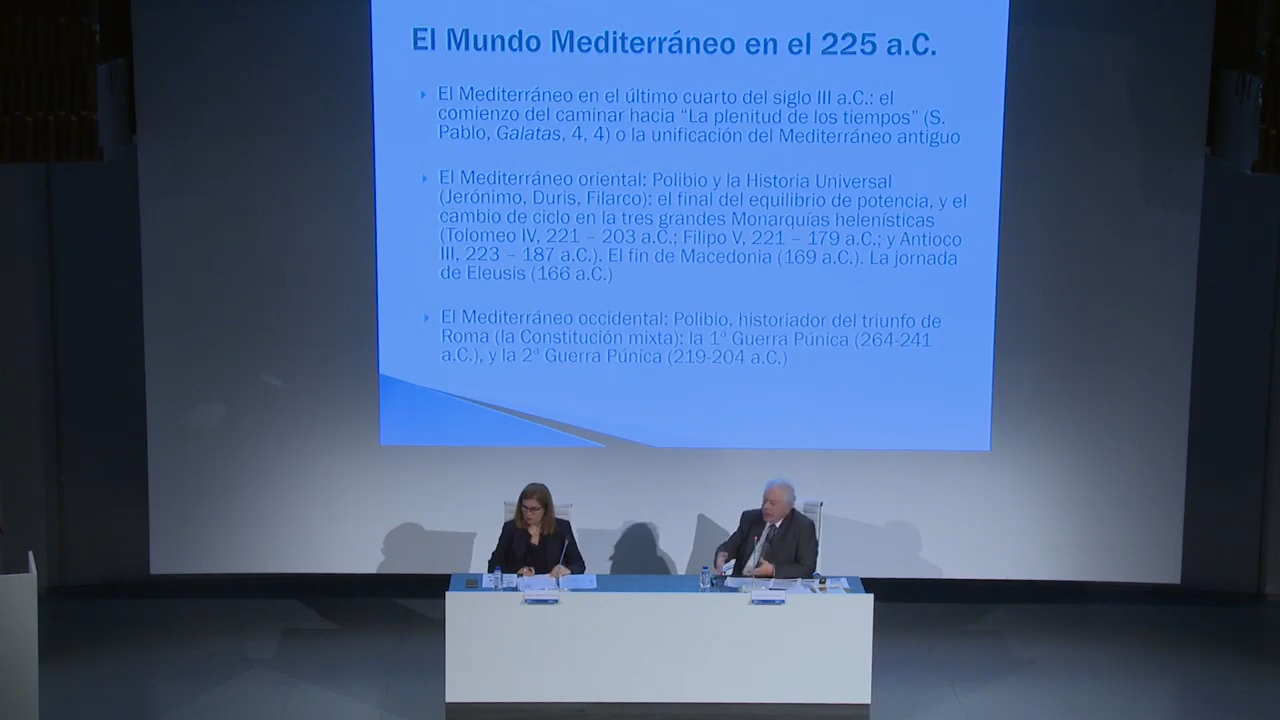 El Mundo Mediterráneo en el 225 a.C.
El Mediterráneo en el último cuarto del siglo III a.C.: el
comienzo del caminar hacia “La plenitud de los tiempos” (S.
Pablo, Galatas, 4, 4) o la unificación del Mediterráneo antiguo
El Mediterráneo oriental: Polibio y la Historia Universal
(Jerónimo, Duris, Filarco): el final del equilibrio de potencia, y el
cambio de ciclo en la tres grandes Monarquías helenísticas
(Tolomeo IV, 221 – 203 a.C.; Filipo V, 221 – 179 a.C.; y Antioco
III, 223 – 187 a.C.). El fin de Macedonia (169 a.C.). La jornada
de Eleusis (166 a.C.)
El Mediterráneo occidental: Polibio, historiador del triunfo de
Roma (la Constitución mixta): la 1ª Guerra Púnica (264-241
a.C.), y la 2ª Guerra Púnica (219-204 a.C.)